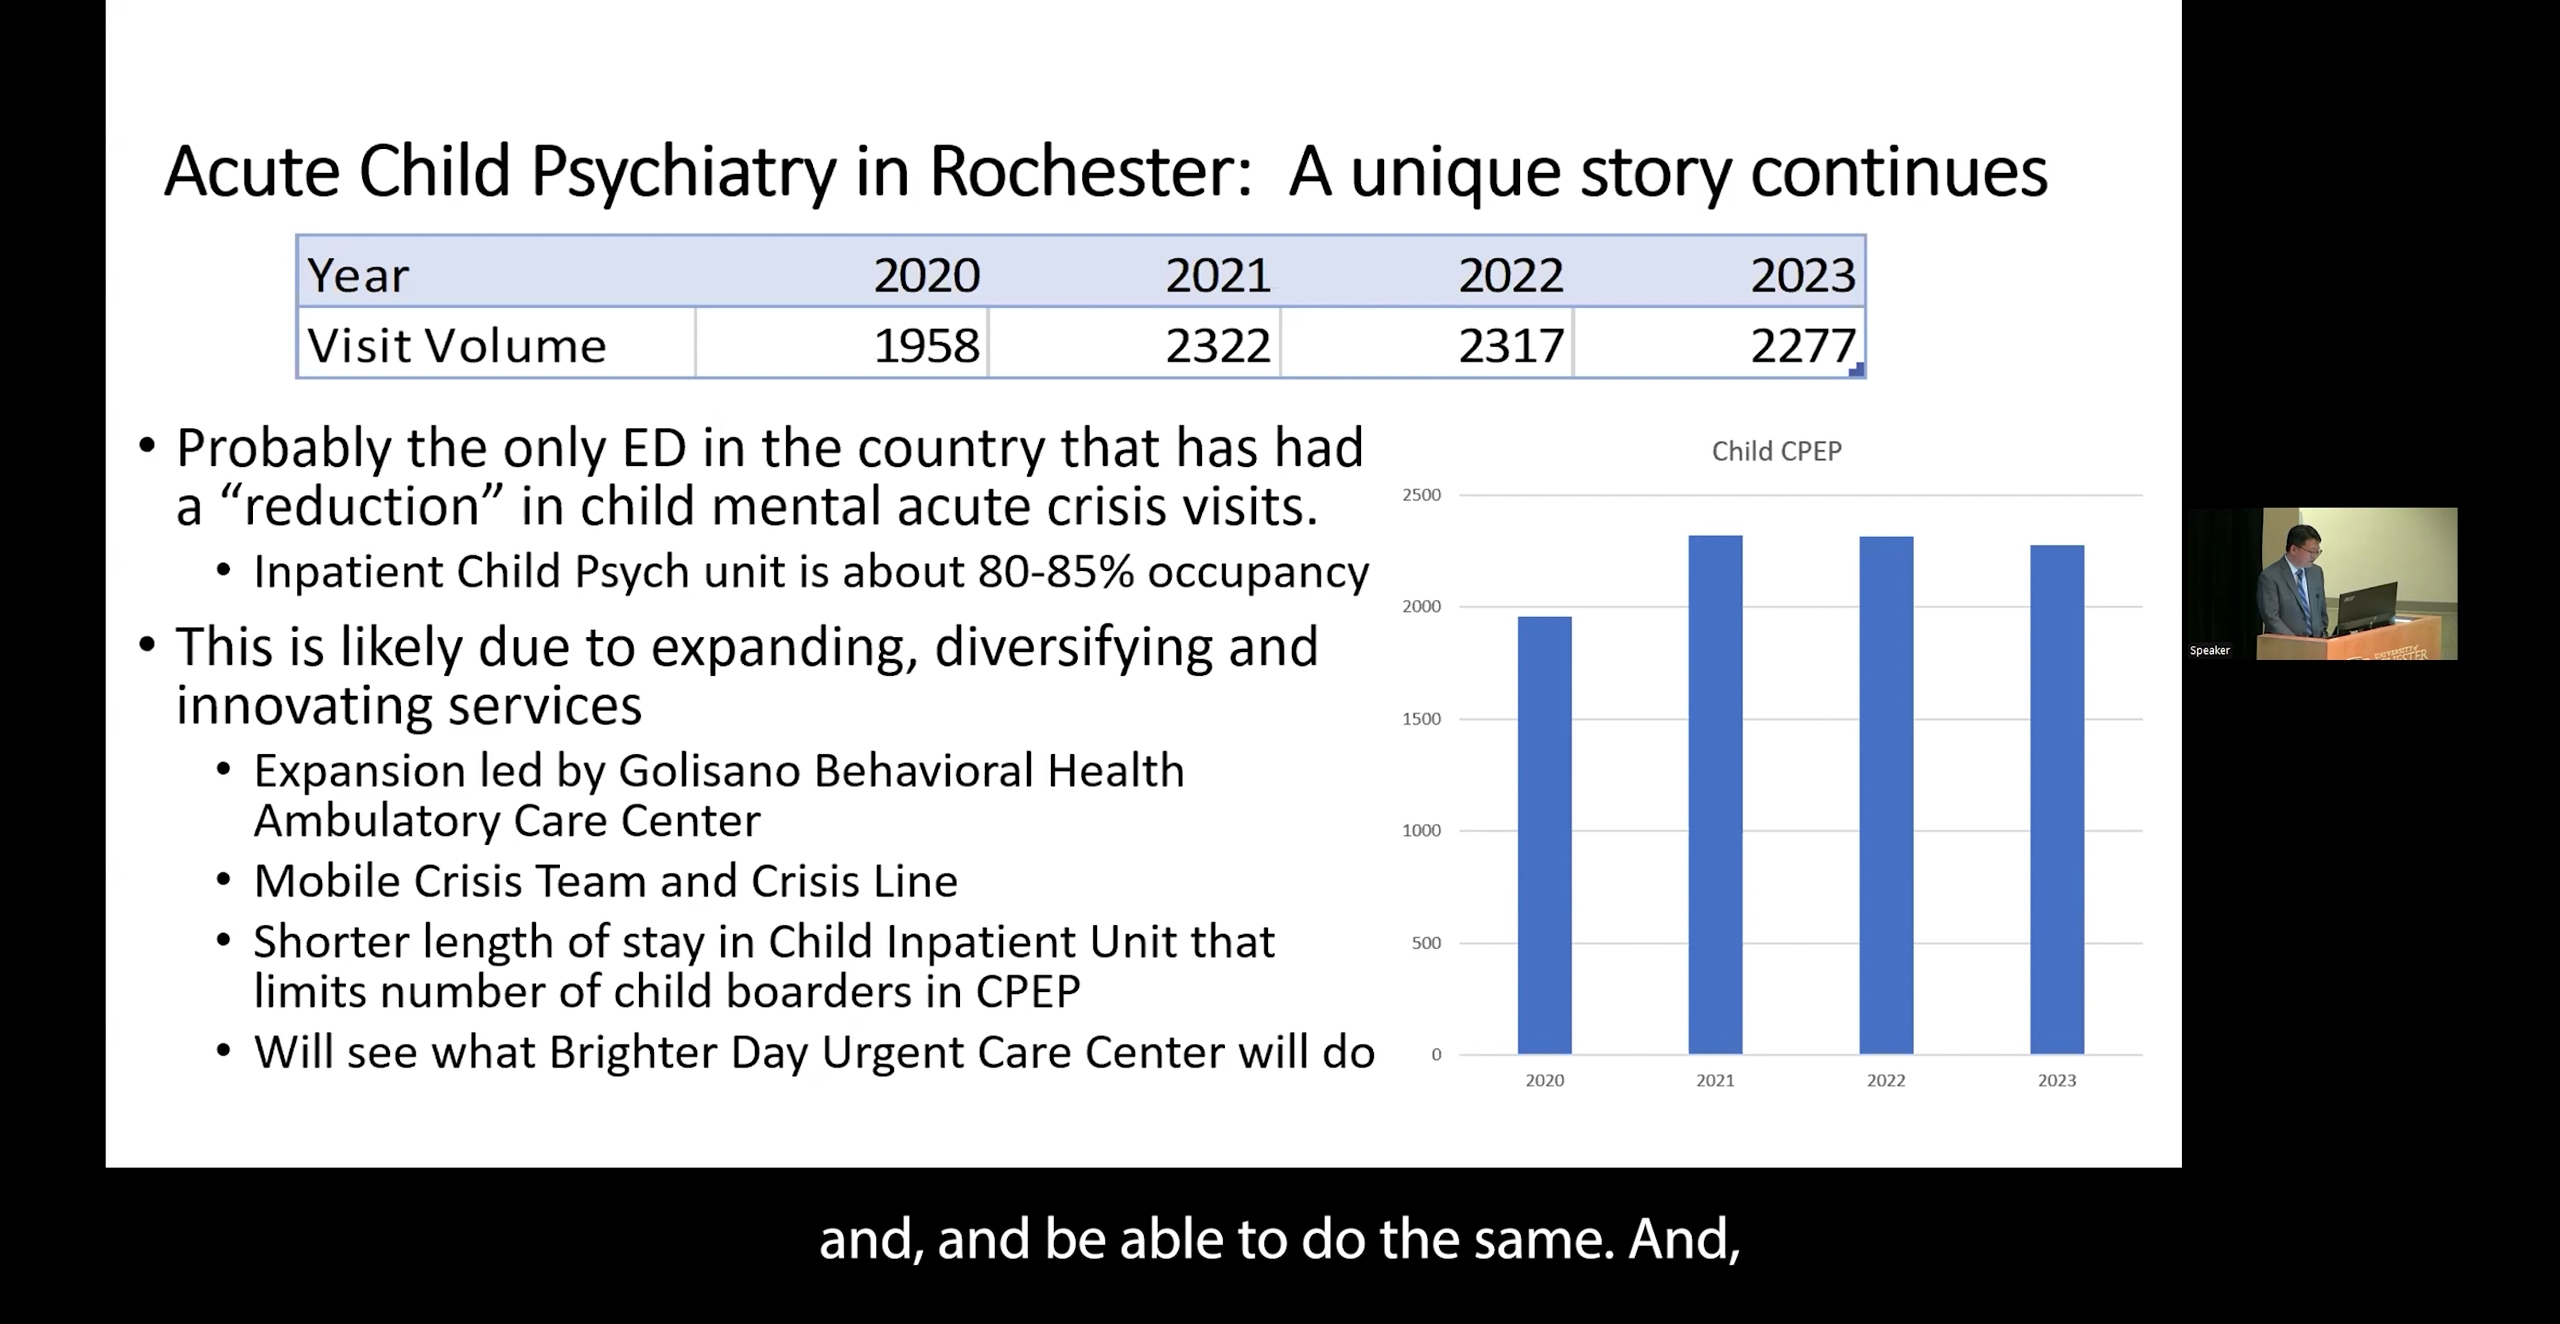 Acute Child Psychiatry in Rochester:  A unique story continues
Year 2020 2021 2022 2023
Visit Volume 1958 2322 2317 2277
• Probably the only ED in the country that has had
a “reduction” in child mental acute crisis visits.
• Inpatient Child Psych unit is about 80-85% occupancy
• This is likely due to expanding, diversifying and
innovating services
• Expansion led by Golisano Behavioral Health
Ambulatory Care Center
• Mobile Crisis Team and Crisis Line
• Shorter length of stay in Child Inpatient Unit that
limits number of child boarders in CPEP
• Will see what Brighter Day Urgent Care Center will do
Child CPEP
2500
2000
1500
1000
500
0
2020 2021 2022 2023
Speaker
UNIVERSITY of
and, and be able to do the same. And,